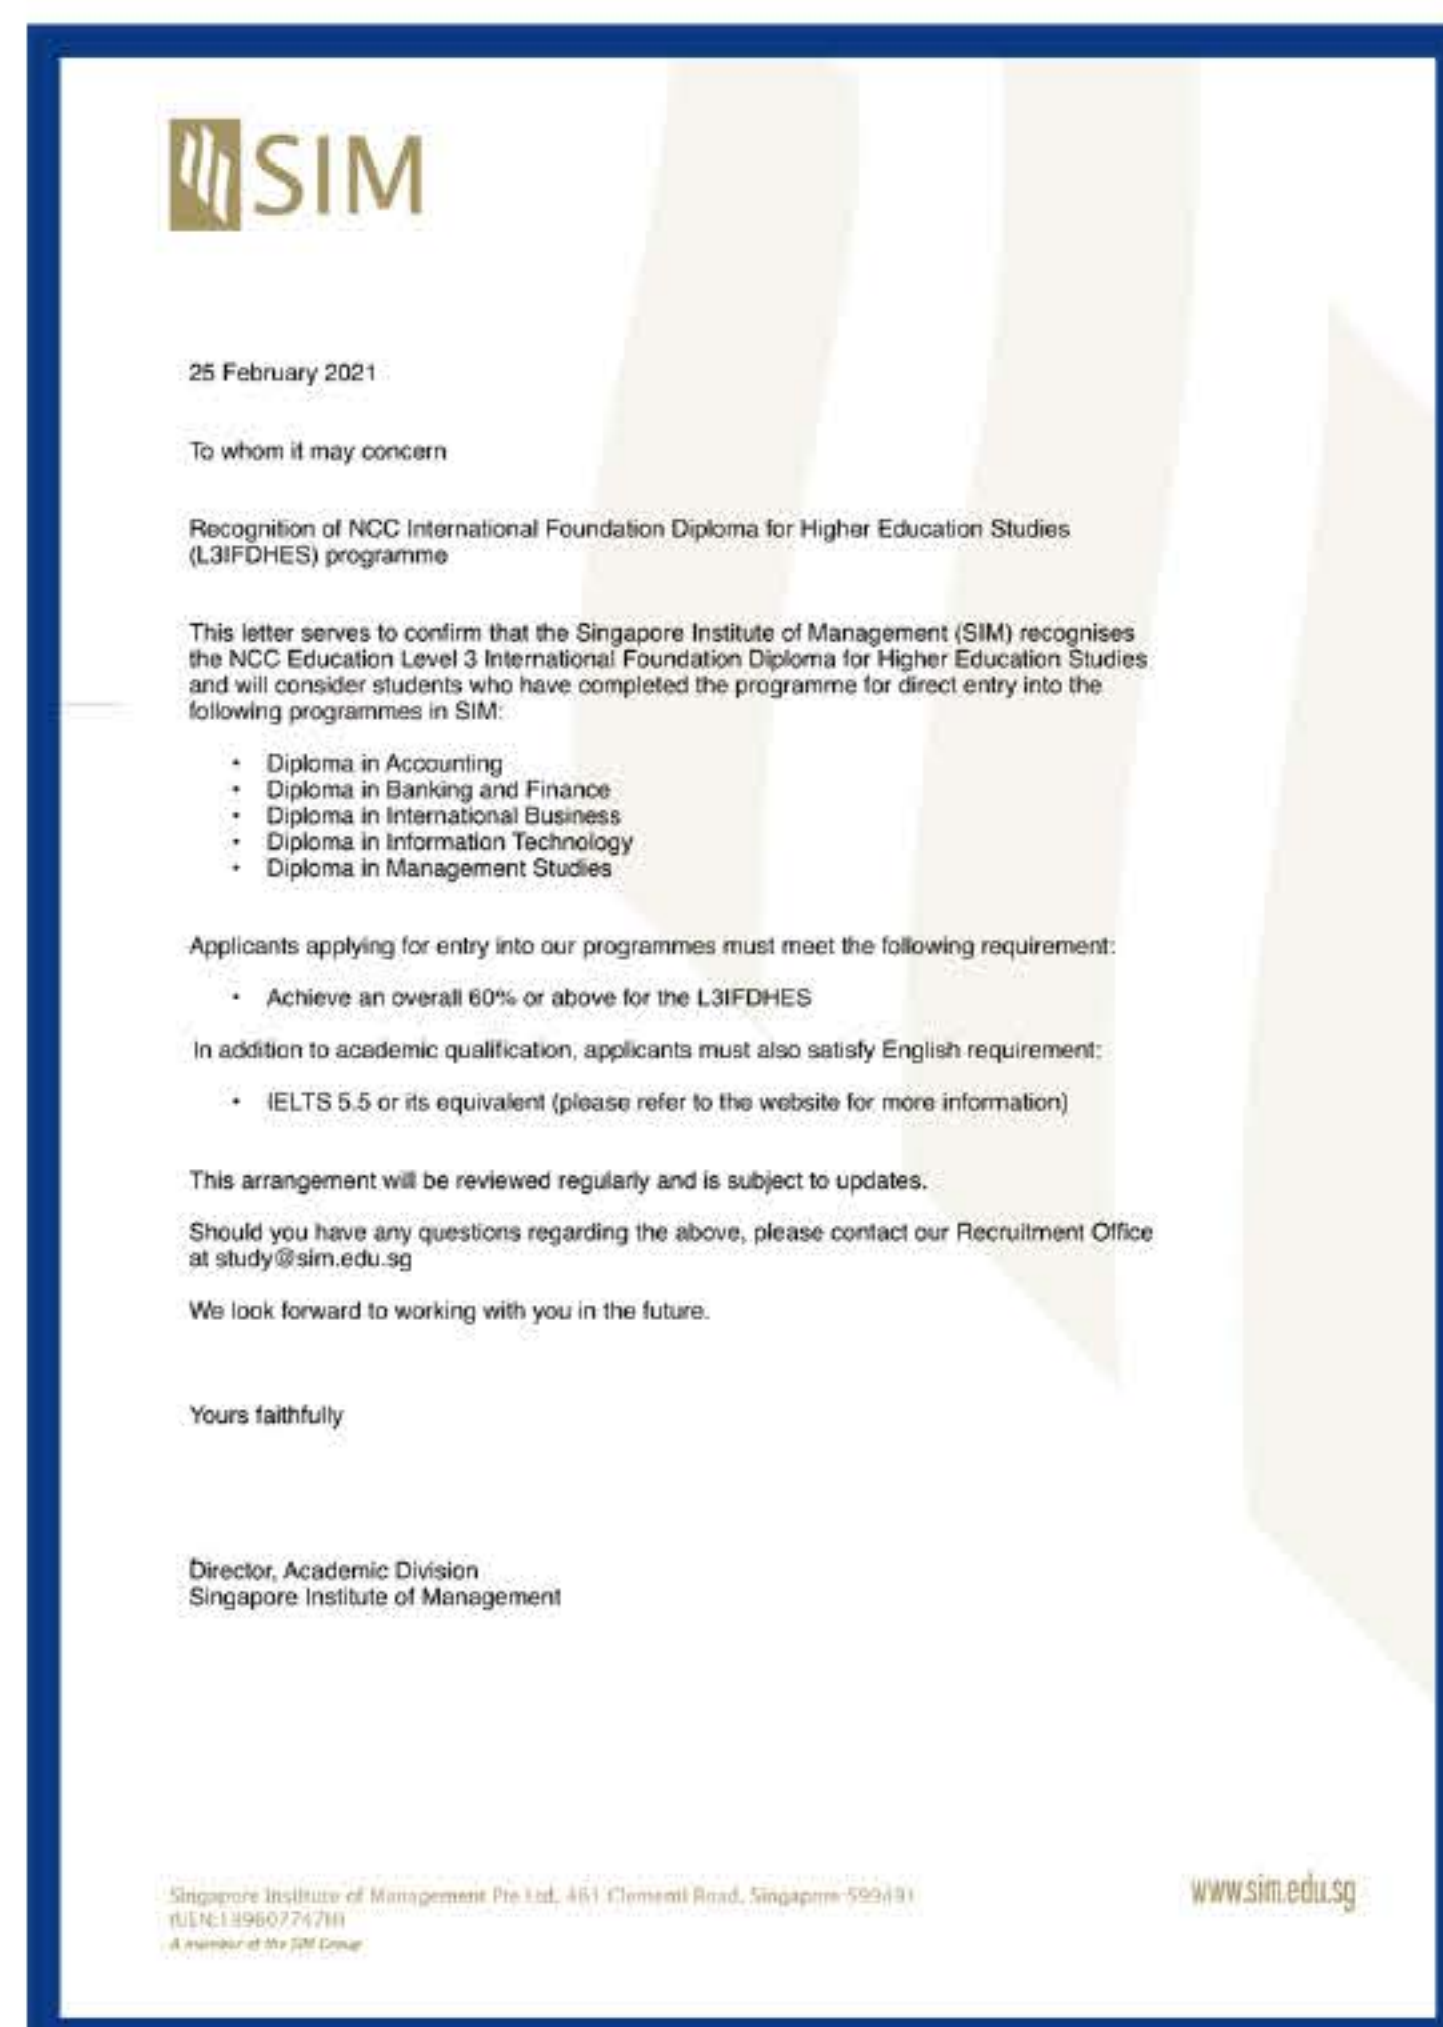 SIM
25 February 2021
To whom it may concern
Recognition of NCC International Foundation Diploma for Higher Education Studies
(L3IFDHES) programme
This letter serves to confirm that the Singapore Institute of Management (SIM) recognises
the NCC Education Level 3 International Foundation Diploma for Higher Education Studies
and will consider students who have completed the programme for direct entry into the
following programmes in SIM:
• Diploma in Accounting
• Diploma in Banking and Finance
• Diploma in International Business
• Diploma in Information Technology
• Diploma in Management Studies
Applicants applying for entry into our programmes must meet the following requirement:
• Achieve an overall 60% or above for the L3IFDHES
In addition to academic qualification, applicants must also satisfy English requirement:
• IELTS 5.5 or its equivalent (please refer to the website for more information)
This arrangement will be reviewed regularly and is subject to updates.
Should you have any questions regarding the above, please contact our Recruitment Office
at study@sim.edu.sg
We look forward to working with you in the future.
Yours faithfully
Director, Academic Division
Singapore Institute of Management
Singapore Institute of Management Pte Ltd, 461 Clementi Road, Singapore 599491
www.sim.edu.sg
A member of the SIM Group